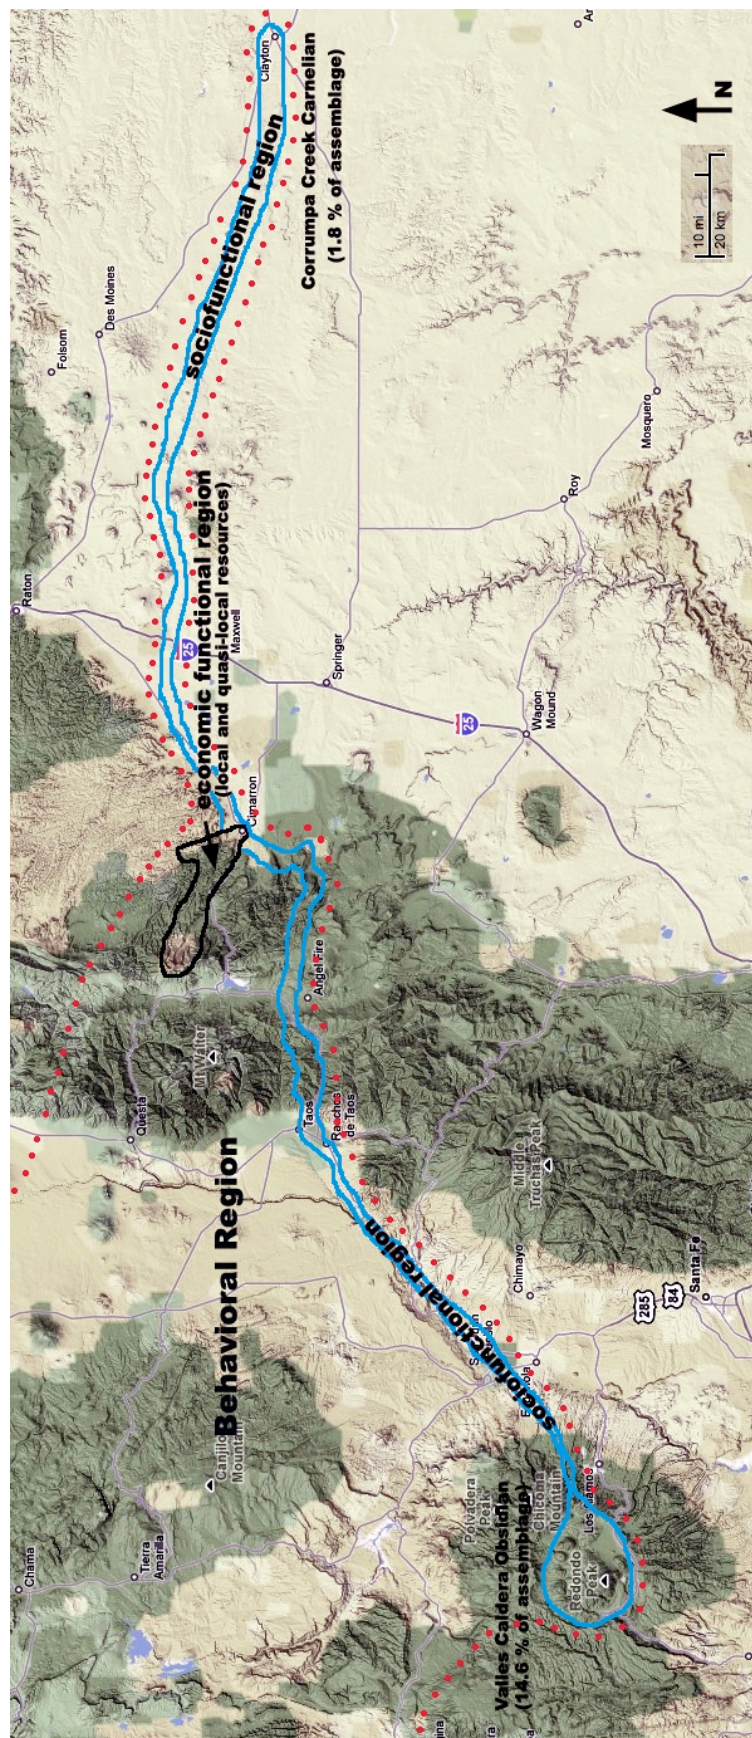 Chama
Raton
Folsom
Des Moines
Tierra
Amarilla
Questa
Canjilo
Mountain
Behavioral Region
economic functional region
(local and quasi-local resources)
sociofunctional region
25
Maxwell
Cimarron
Clayton
Corrumpa Creek Carnelian
(1.8 % of assemblage)
Taos
Ranchos
de Taos
Angel Fire
Springer
sociofunctional region
Polvadera
Peak
Chicoma
Mountain
Valles Caldera Obsidian
(14.6 % of assemblage)
25
Chimayo
Middle
Truchas Peak
Wagon
Mound
Roy
Ar
Redondo
Peak
Los Alamos
285
84
Santa Fe
Mosquero
10 mi
20 km
N